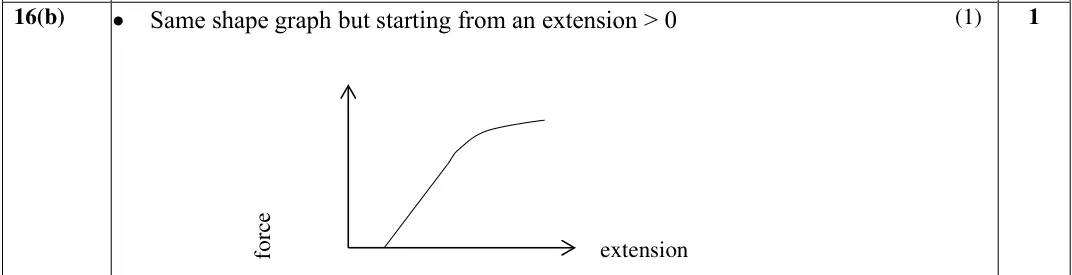 16(b)
• Same shape graph but starting from an extension > 0 (1) 1
force
extension